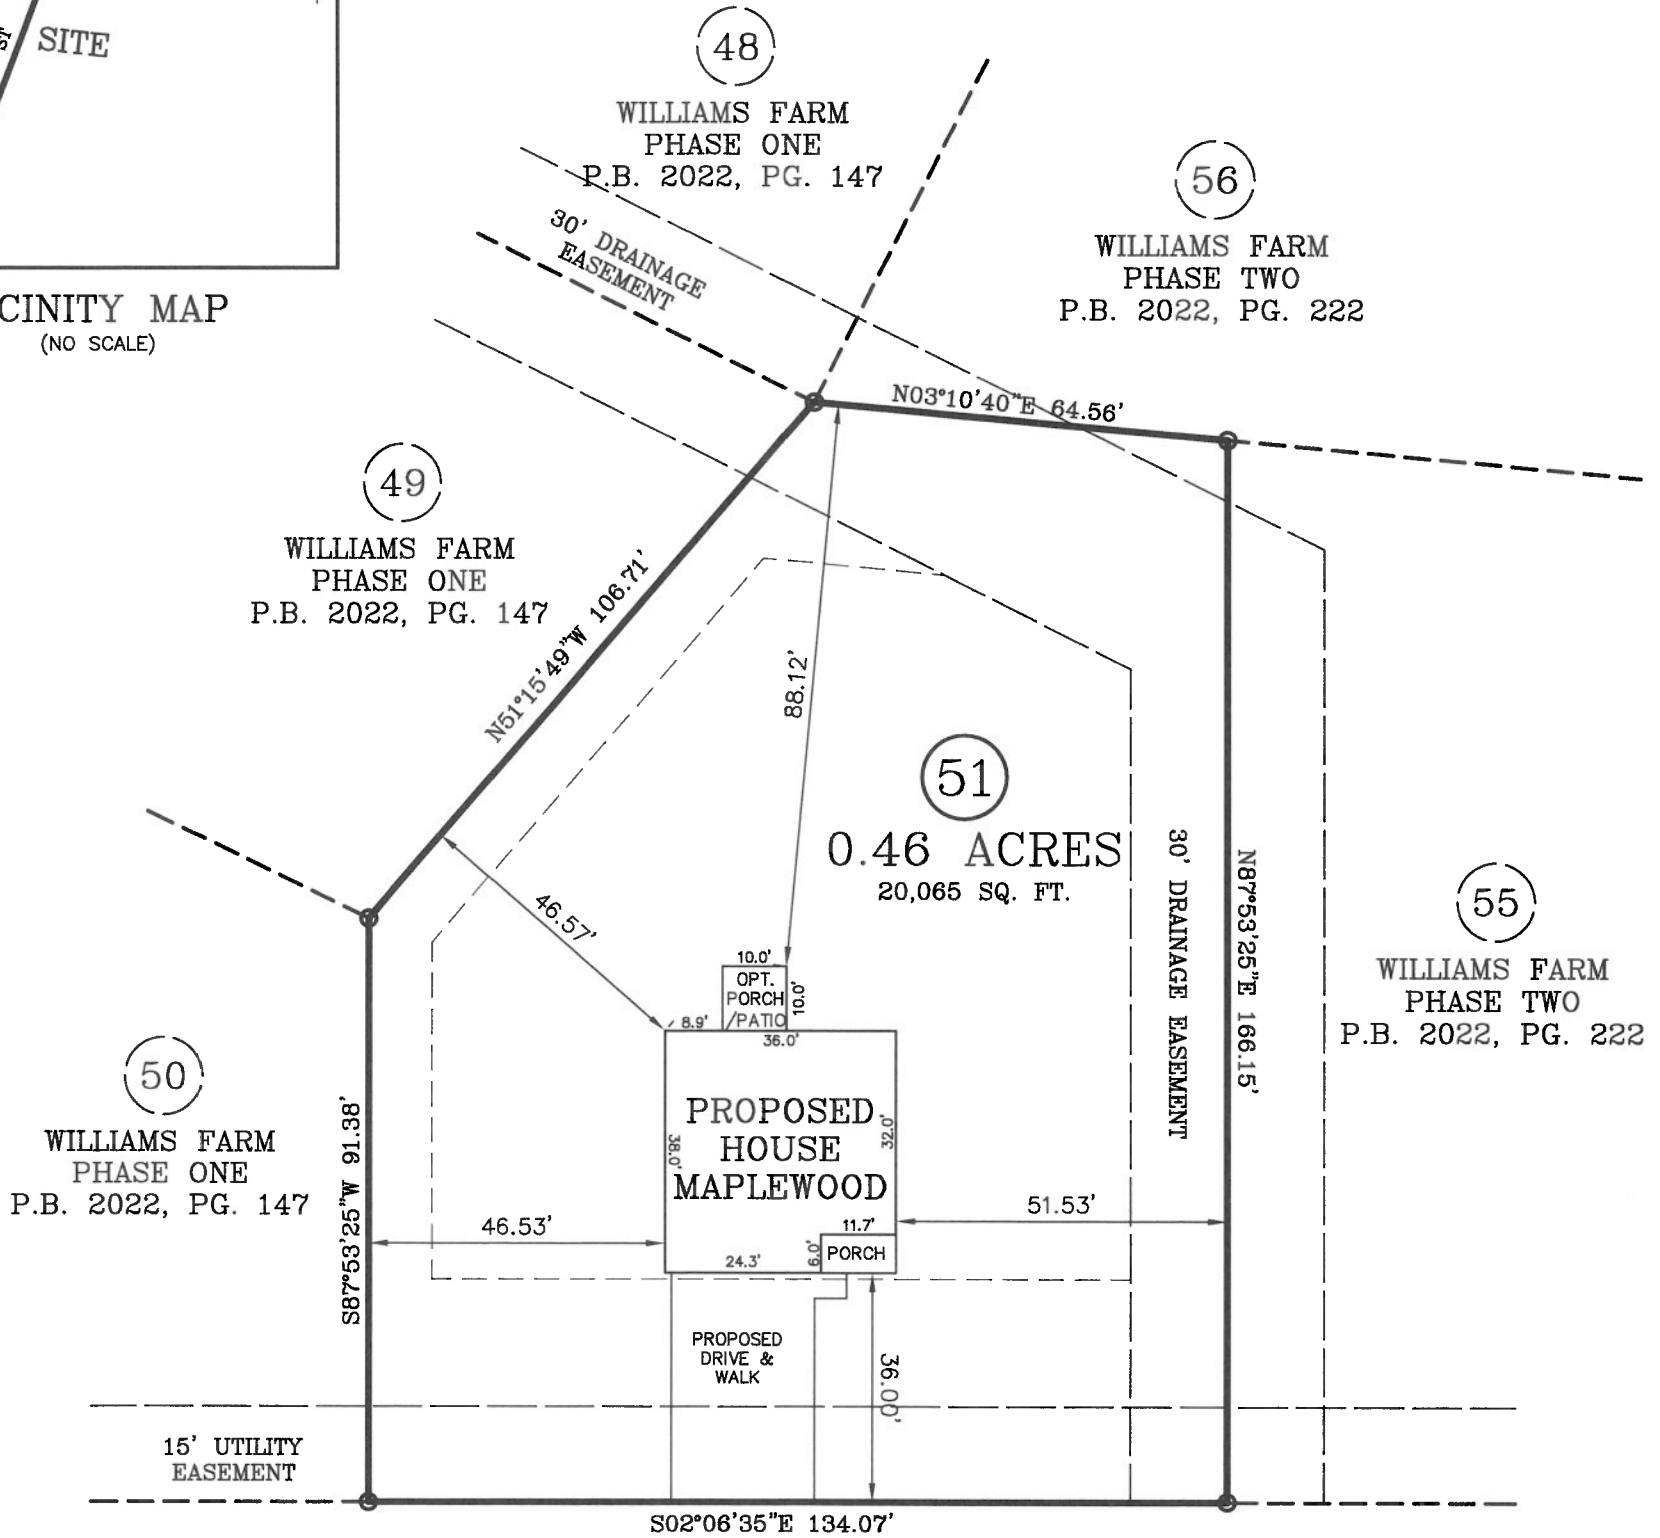 ST
SITE
CINITY MAP
(NO SCALE)
48
WILLIAMS FARM
PHASE ONE
P.B. 2022, PG. 147
30' DRAINAGE
EASEMENT
56
WILLIAMS FARM
PHASE TWO
P.B. 2022, PG. 222
N03°10'40"E 64.56'
49
WILLIAMS FARM
PHASE ONE
P.B. 2022, PG. 147
N51°15'49"W 106.71'
88.12'
51
0.46 ACRES
20,065 SQ. FT.
30' DRAINAGE EASEMENT
N87°53'25"E 166.15'
55
WILLIAMS FARM
PHASE TWO
P.B. 2022, PG. 222
46.57'
10.0'
OPT.
PORCH
/PATIO
10.0'
8.9'
36.0'
50
WILLIAMS FARM
PHASE ONE
P.B. 2022, PG. 147
S87°53'25"W 91.38'
PROPOSED
HOUSE
MAPLEWOOD
38.0'
32.0'
46.53'
51.53'
11.7'
24.3'
6.0'
PORCH
PROPOSED
DRIVE &
WALK
36.00'
15' UTILITY
EASEMENT
S02°06'35"E 134.07'